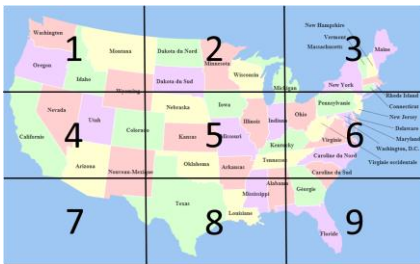 New Hampshire
Vermont
Massachusetts
Maine
Washington
Montana
Dakota du Nord
Minnesota
1
2
3
Oregon
Idaho
Dakota du Sud
Wisconsin
Michigan
New York
Wyoming
Rhode Island
Connecticut
New Jersey
Delaware
Maryland
Washington, D.C.
Virginie occidentale
Nebraska
Iowa
Pennsylvanie
Nevada
Utah
Colorado
Illinois
Indiana
Ohio
4
5
6
Californie
Kansas
Missouri
Kentucky
Virginie
Arizona
Nouveau-Mexique
Oklahoma
Arkansas
Tennessee
Caroline du Nord
Caroline du Sud
Mississippi
Alabama
Géorgie
Texas
Louisiane
7
8
9
Floride